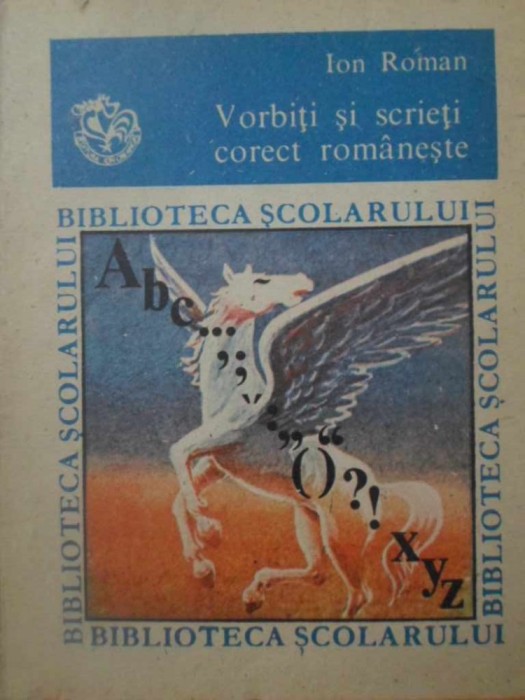 Ion Roman
Vorbiți și scrieți
corect românește
BIBLIOTECA ȘCOLARULUI
BIBLIOTECA ȘCOLARULUI
BIBLIOTECA ȘCOLARULUI
Abc...
;;
˅
:
„()“
?!
xyz
BIBLIOTECA ȘCOLARULUI